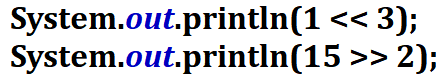 System.out.println(1 << 3);
System.out.println(15 >> 2);